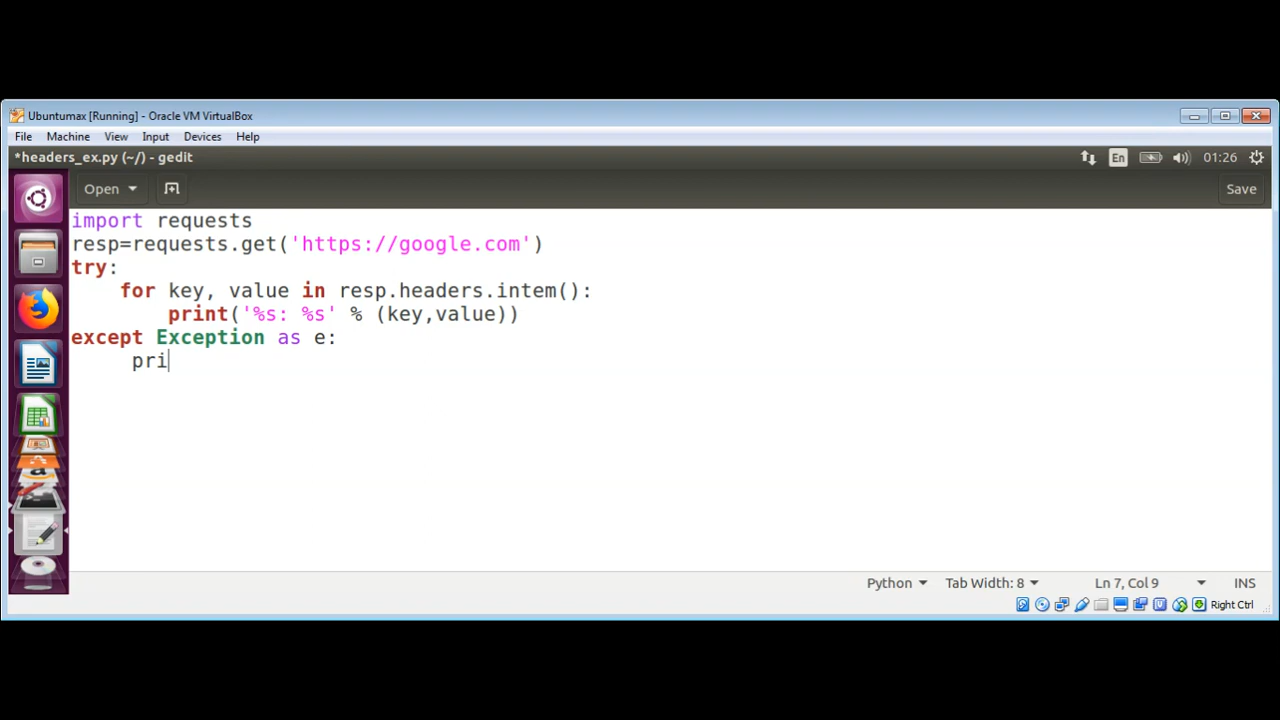 Ubuntumax [Running] - Oracle VM VirtualBox
File Machine View Input Devices Help
*headers_ex.py (~/) - gedit
En 01:26
Open Save
import requests
resp=requests.get('https://google.com')
try:
    for key, value in resp.headers.intem():
        print('%s: %s' % (key,value))
except Exception as e:
     pri
Python Tab Width: 8 Ln 7, Col 9 INS
Right Ctrl